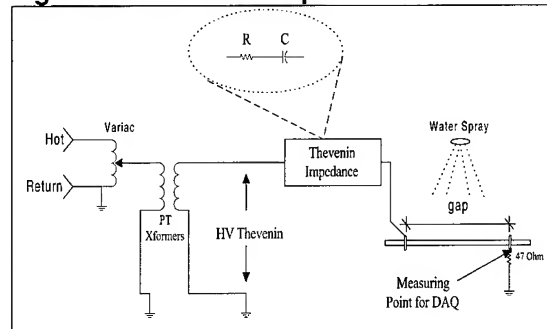 R C
Variac
Hot
Return
PT
Xformers
HV Thevenin
Thevenin
Impedance
Water Spray
gap
47 Ohm
Measuring
Point for DAQ